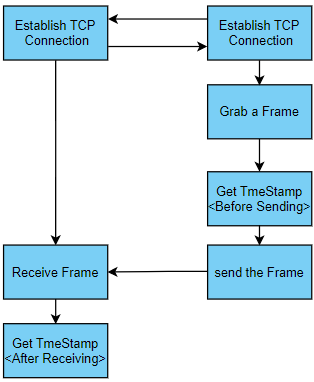 Establish TCP
Connection
Establish TCP
Connection
Grab a Frame
Get TmeStamp
<Before Sending>
Receive Frame
send the Frame
Get TmeStamp
<After Receiving>